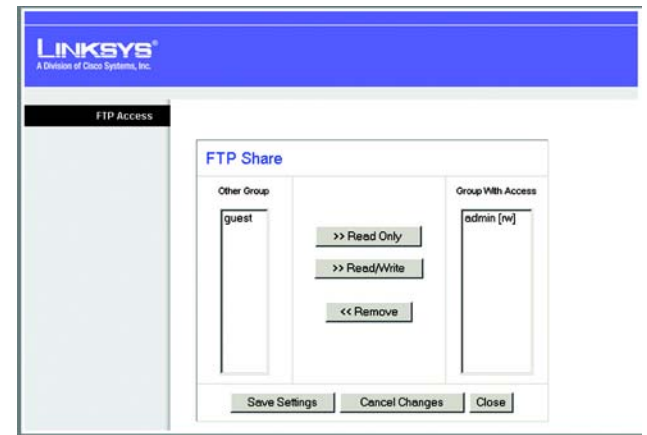 LINKSYS®
A Division of Cisco Systems, Inc.
FTP Access
FTP Share
Other Group
Group With Access
guest
admin [rw]
>> Read Only
>> Read/Write
<< Remove
Save Settings
Cancel Changes
Close